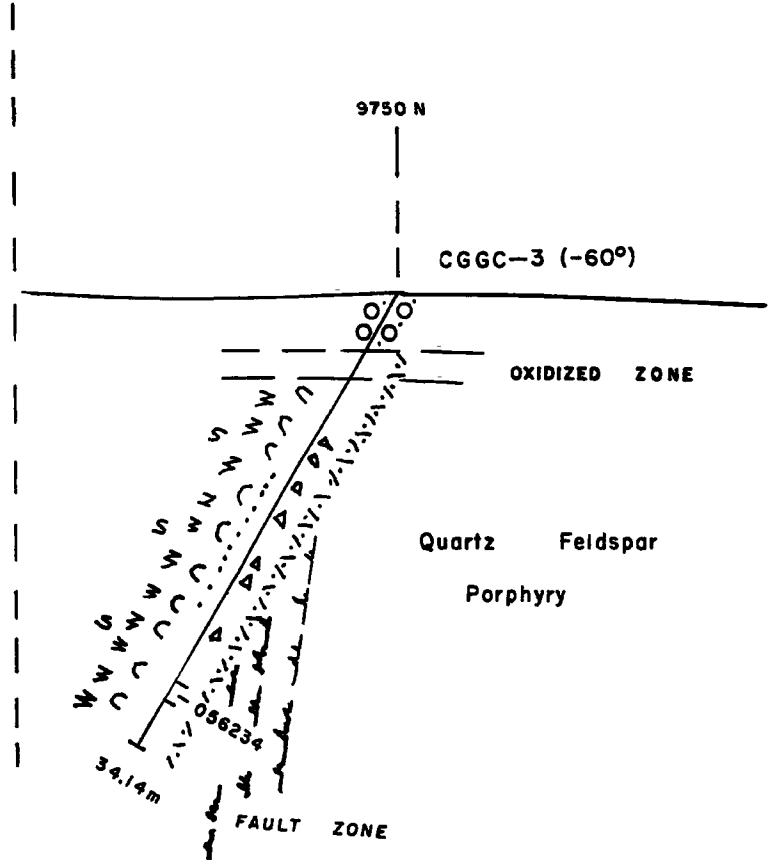 9750 N
CGGC-3 (-60°)
OXIDIZED ZONE
W
W
S
W
W
W
S
W
W
W
W
S
W
W
W
W
C
C
C
C
C
C
C
C
C
Quartz Feldspar
Porphyry
056234
34.14m
FAULT ZONE